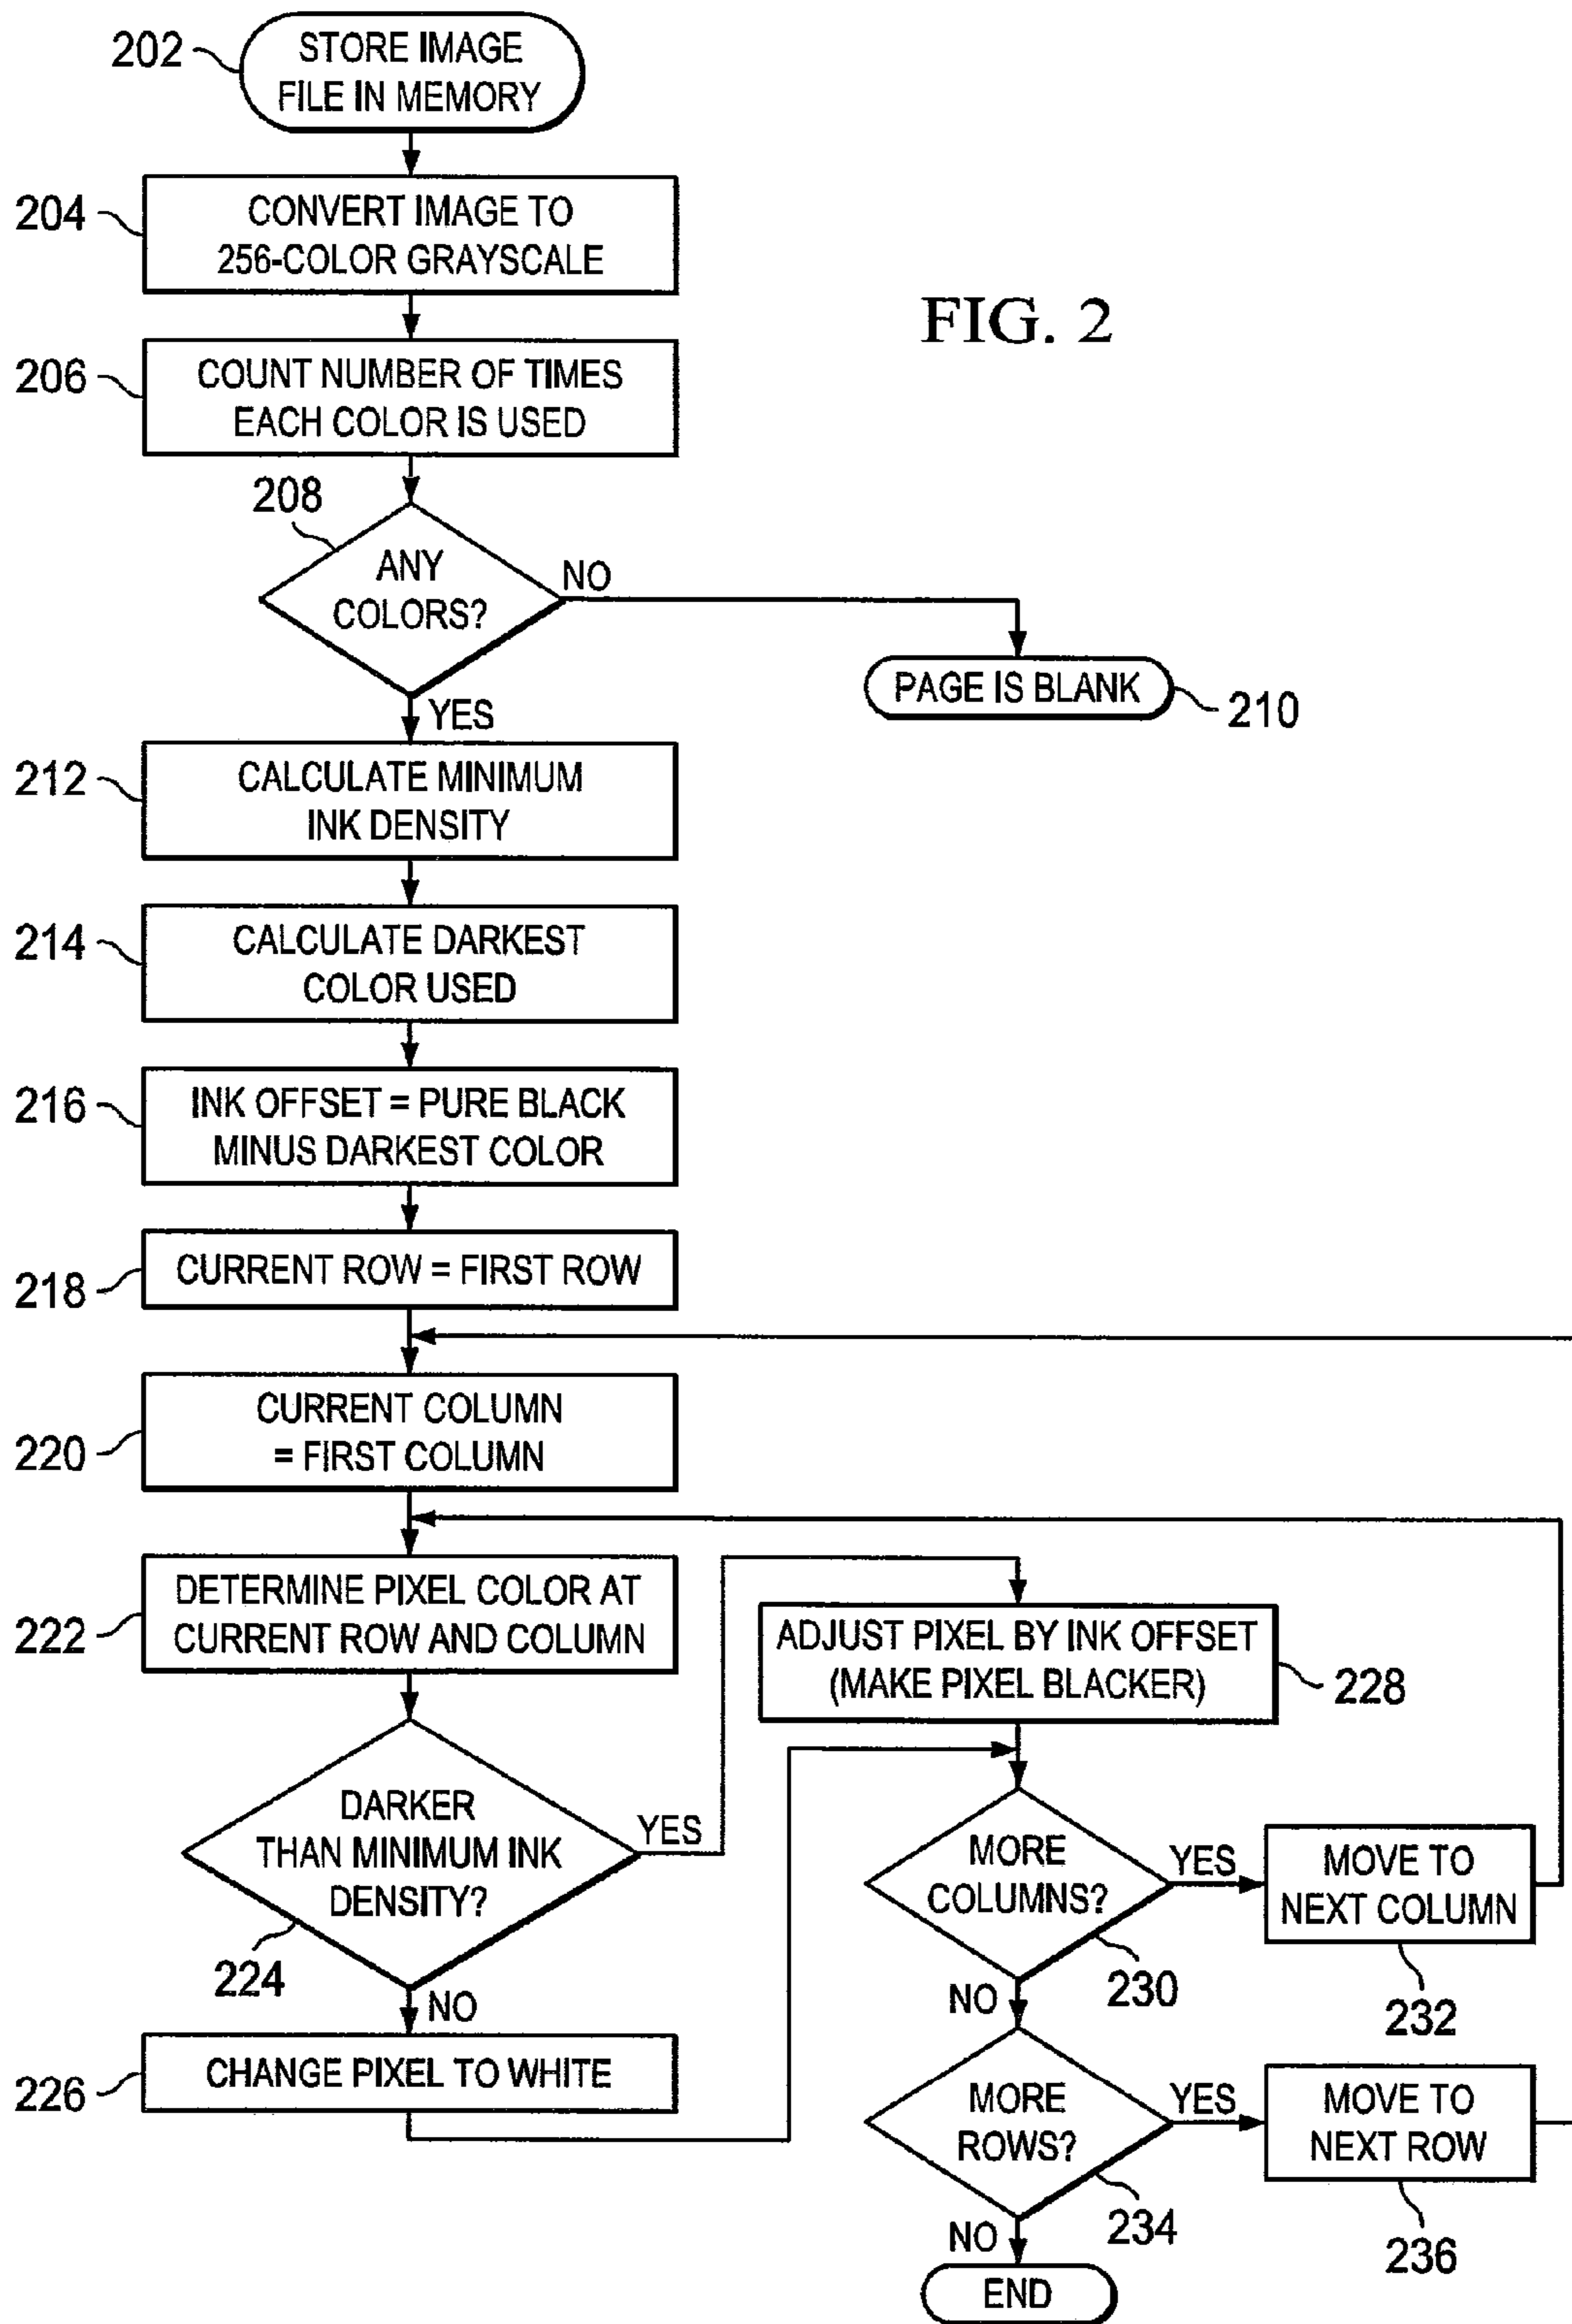 202
STORE IMAGE
FILE IN MEMORY
204
CONVERT IMAGE TO
256-COLOR GRAYSCALE
FIG. 2
206
COUNT NUMBER OF TIMES
EACH COLOR IS USED
208
ANY
COLORS?
NO
PAGE IS BLANK
210
YES
212
CALCULATE MINIMUM
INK DENSITY
214
CALCULATE DARKEST
COLOR USED
216
INK OFFSET = PURE BLACK
MINUS DARKEST COLOR
218
CURRENT ROW = FIRST ROW
220
CURRENT COLUMN
= FIRST COLUMN
222
DETERMINE PIXEL COLOR AT
CURRENT ROW AND COLUMN
224
DARKER
THAN MINIMUM INK
DENSITY?
YES
NO
226
CHANGE PIXEL TO WHITE
ADJUST PIXEL BY INK OFFSET
(MAKE PIXEL BLACKER)
228
MORE
COLUMNS?
230
YES
MOVE TO
NEXT COLUMN
232
NO
MORE
ROWS?
234
YES
MOVE TO
NEXT ROW
236
NO
END